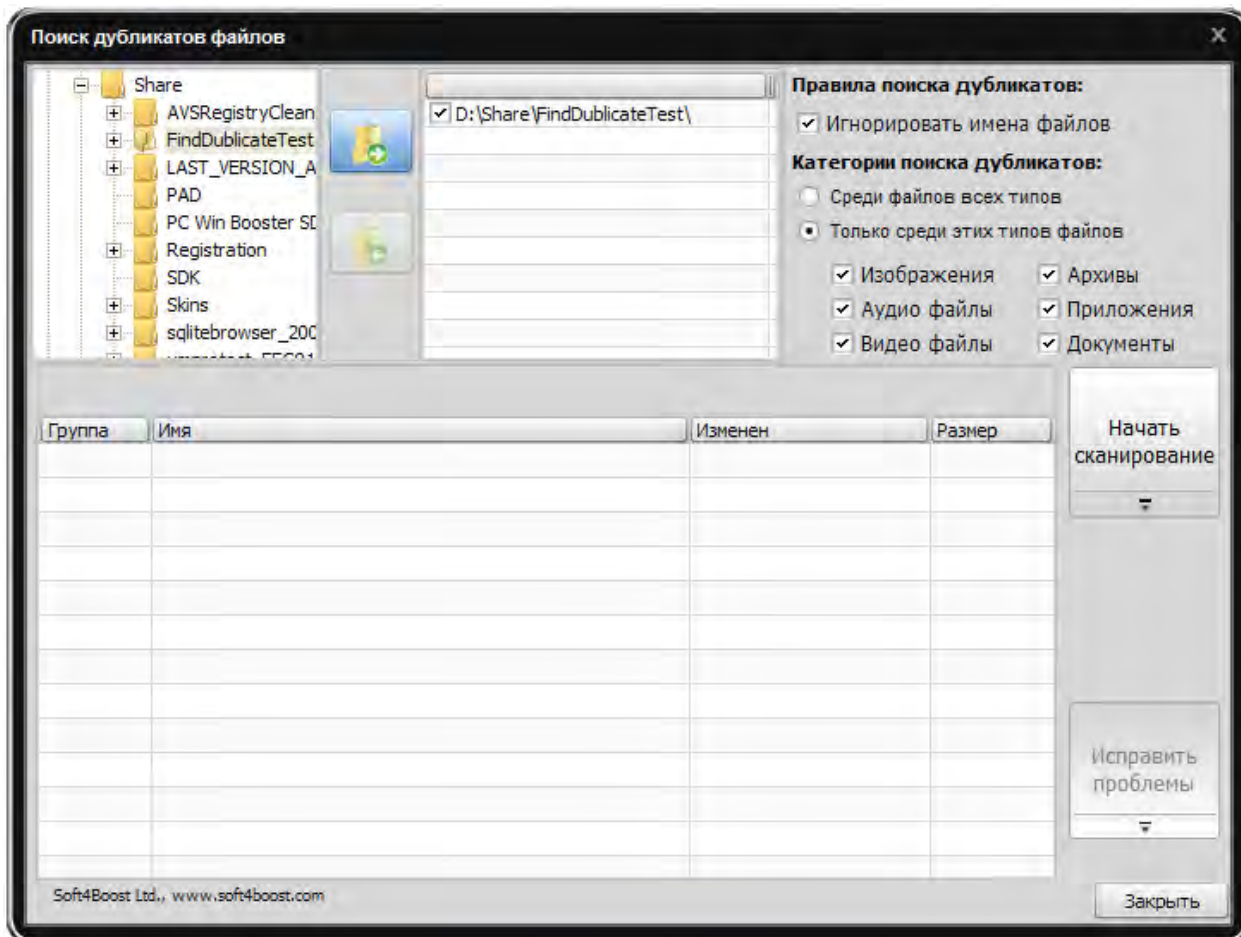 Поиск дубликатов файлов
Share
AVSRegistryClean
FindDublicateTest
LAST_VERSION_A
PAD
PC Win Booster SD
Registration
SDK
Skins
sqlitebrowser_200
D:\Share\FindDublicateTest\
Правила поиска дубликатов:
Игнорировать имена файлов
Категории поиска дубликатов:
Среди файлов всех типов
Только среди этих типов файлов
Изображения Архивы
Аудио файлы Приложения
Видео файлы Документы
Группа Имя Изменен Размер
Начать
сканирование
Исправить
проблемы
Soft4Boost Ltd., www.soft4boost.com
Закрыть